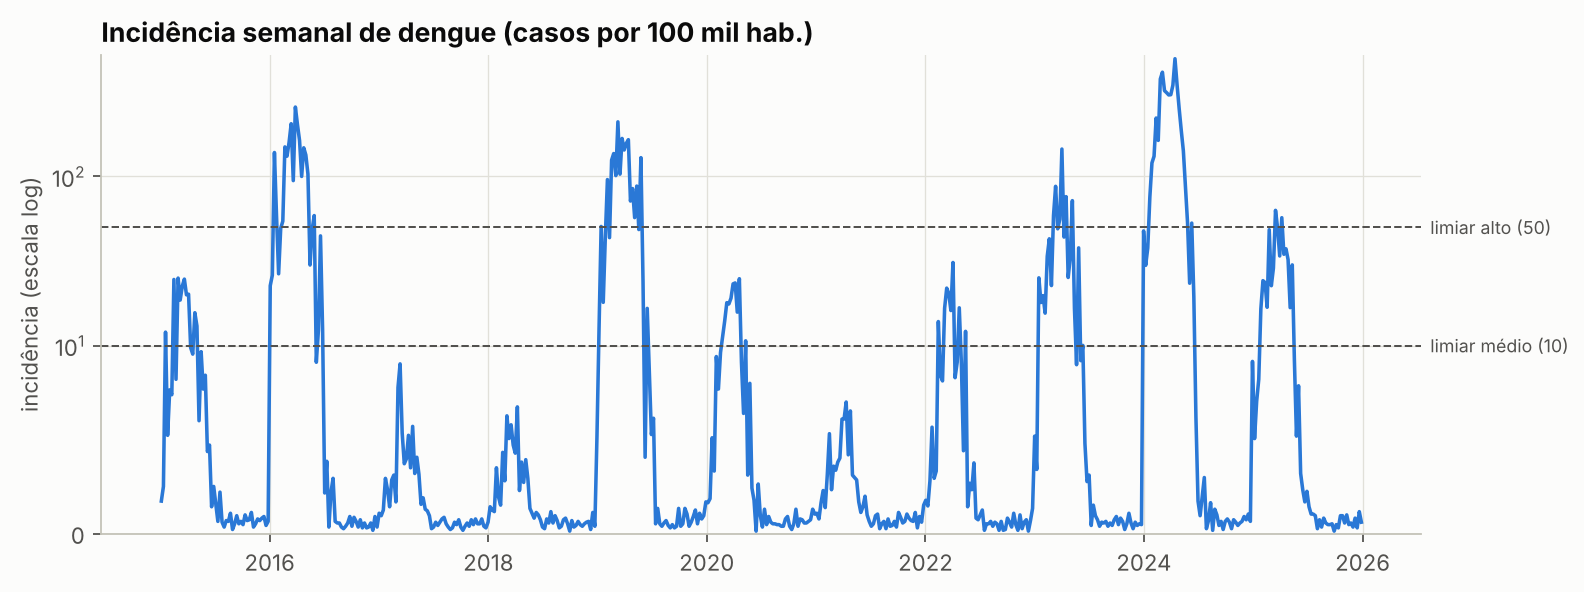 Incidência semanal de dengue (casos por 100 mil hab.)
incidência (escala log)
10²
limiar alto (50)
10¹
limiar médio (10)
0
2016 2018 2020 2022 2024 2026